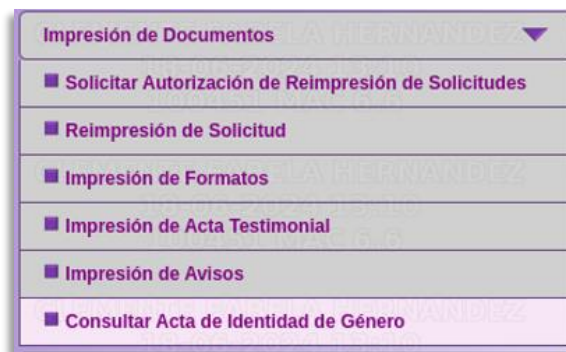 Impresión de Documentos
Solicitar Autorización de Reimpresión de Solicitudes
Reimpresión de Solicitud
Impresión de Formatos
Impresión de Acta Testimonial
Impresión de Avisos
Consultar Acta de Identidad de Género